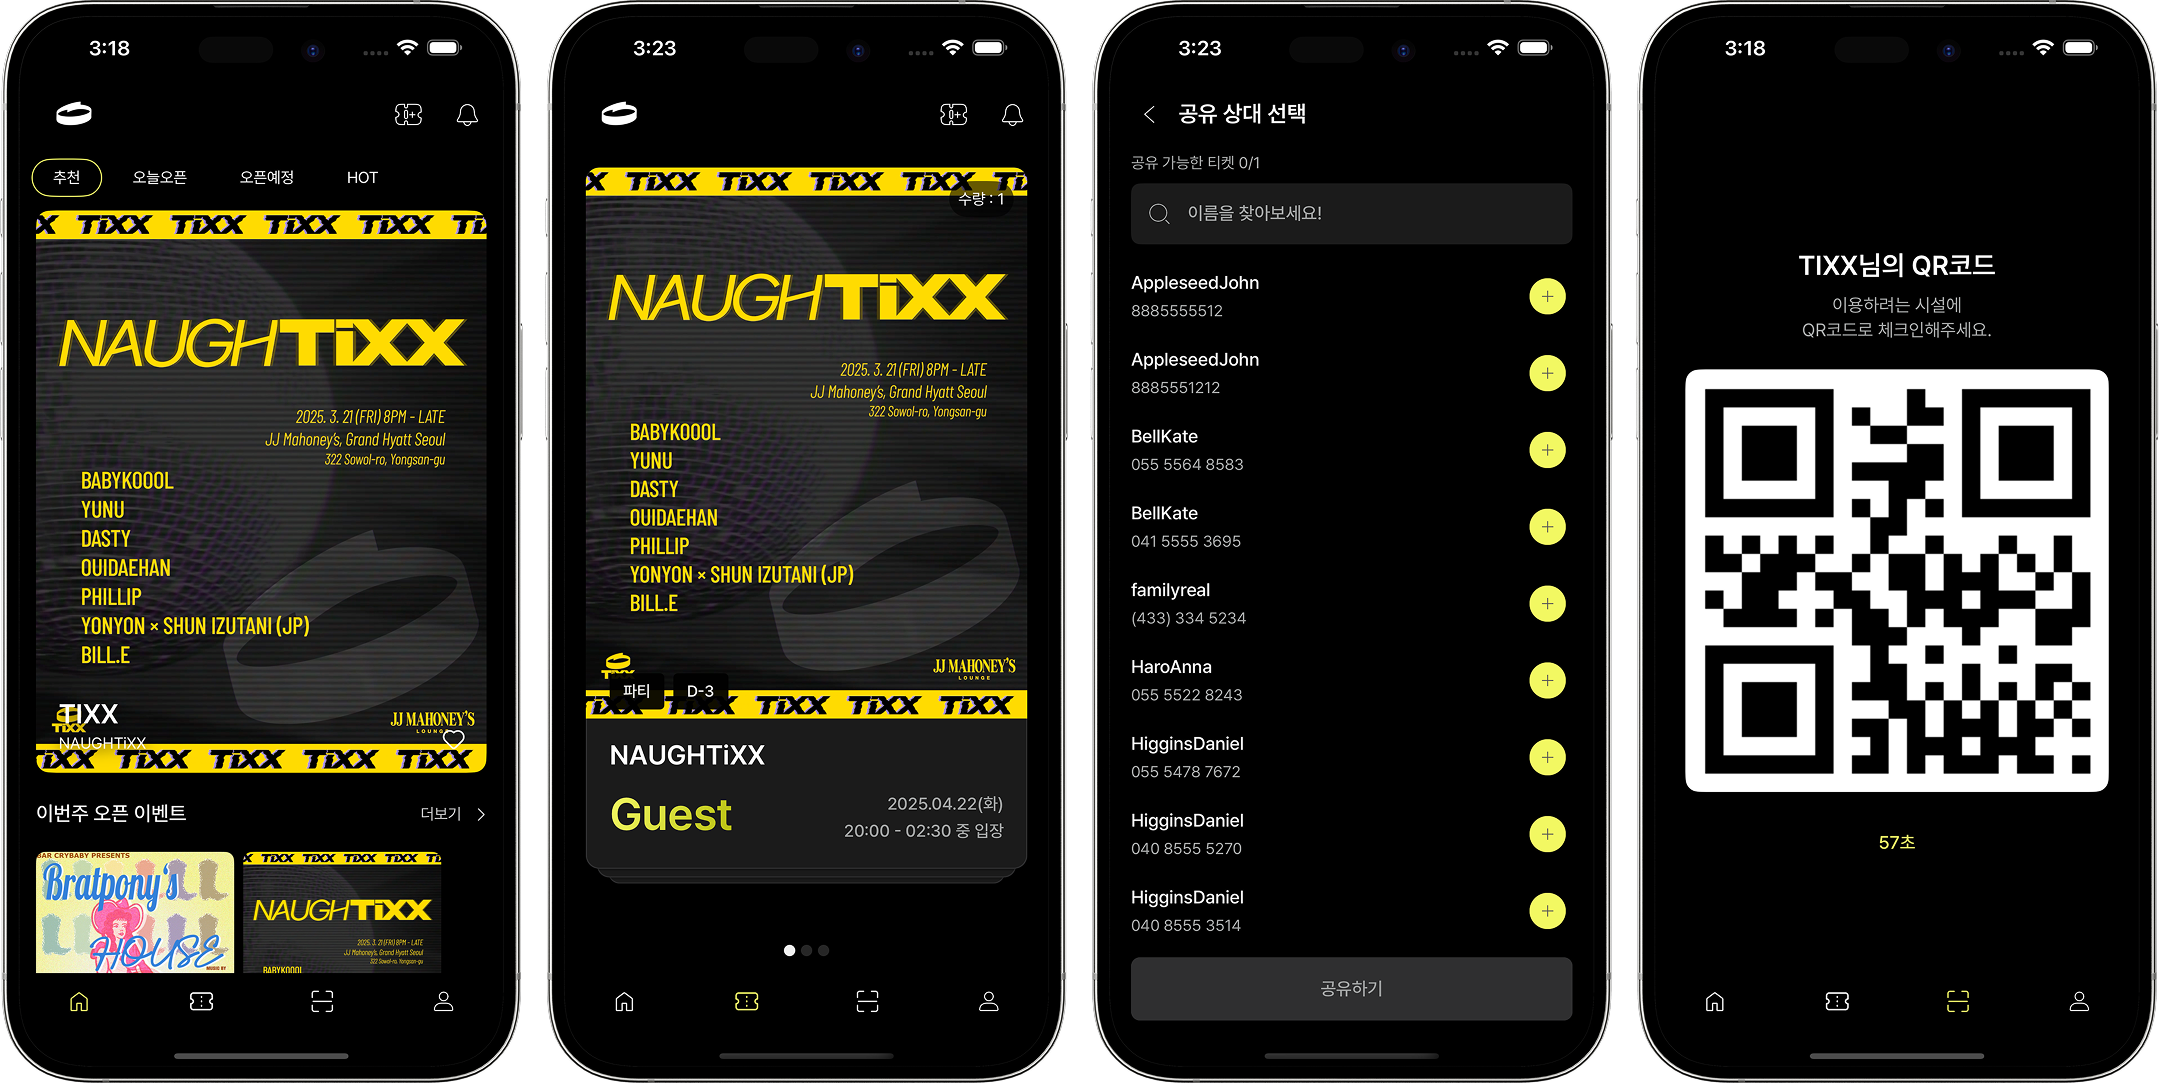 3:18
추천 오늘오픈 오픈예정 HOT
TiXX TiXX TiXX TiXX
NAUGHTiXX
2025. 3. 21 (FRI) 8PM - LATE
JJ Mahoney's, Grand Hyatt Seoul
322 Sowol-ro, Yongsan-gu
BABYKOOOL
YUNU
DASTY
OUIDAEHAN
PHILLIP
YONYON × SHUN IZUTANI (JP)
BILL.E
TIXX
TiXX
NAUGHTiXX
JJ MAHONEY'S
LOUNGE
TiXX TiXX TiXX TiXX TiXX
이번주 오픈 이벤트
더보기
BAR CRYBABY PRESENTS
Bratpony's
HOUSE
MUSIC BY
TiXX TiXX TiXX TiXX
NAUGHTiXX
2025. 3. 21 (FRI) 8PM - LATE
JJ Mahoney's, Grand Hyatt Seoul
322 Sowol-ro, Yongsan-gu
BABYKOOOL
3:23
TiXX TiXX TiXX TiXX
수량 : 1
NAUGHTiXX
2025. 3. 21 (FRI) 8PM - LATE
JJ Mahoney's, Grand Hyatt Seoul
322 Sowol-ro, Yongsan-gu
BABYKOOOL
YUNU
DASTY
OUIDAEHAN
PHILLIP
YONYON × SHUN IZUTANI (JP)
BILL.E
TiXX
JJ MAHONEY'S
LOUNGE
파티 D-3
TiXX TiXX TiXX TiXX TiXX
NAUGHTiXX
Guest
2025.04.22(화)
20:00 - 02:30 중 입장
3:23
공유 상대 선택
공유 가능한 티켓 0/1
이름을 찾아보세요!
AppleseedJohn
8885555512
AppleseedJohn
8885551212
BellKate
055 5564 8583
BellKate
041 5555 3695
familyreal
(433) 334 5234
HaroAnna
055 5522 8243
HigginsDaniel
055 5478 7672
HigginsDaniel
040 8555 5270
HigginsDaniel
040 8555 3514
공유하기
3:18
TIXX님의 QR코드
이용하려는 시설에
QR코드로 체크인해주세요.
57초